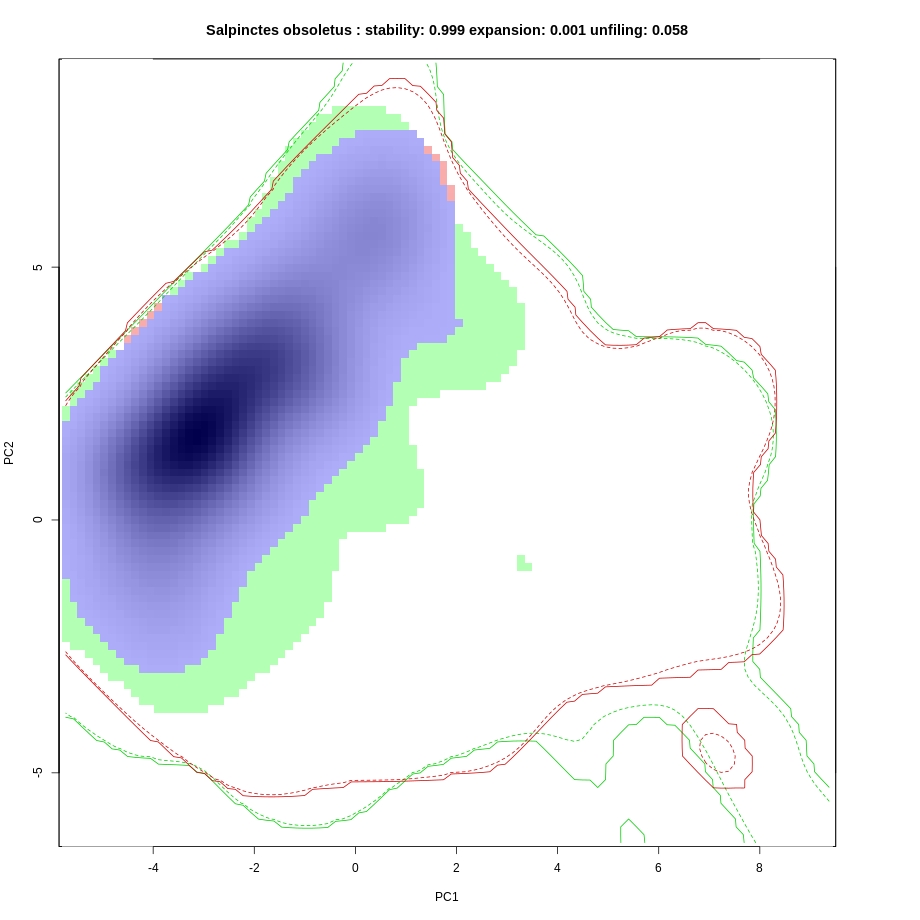 Salpinctes obsoletus : stability: 0.999 expansion: 0.001 unfiling: 0.058
5
0
-5
PC2
-4 -2 0 2 4 6 8
PC1